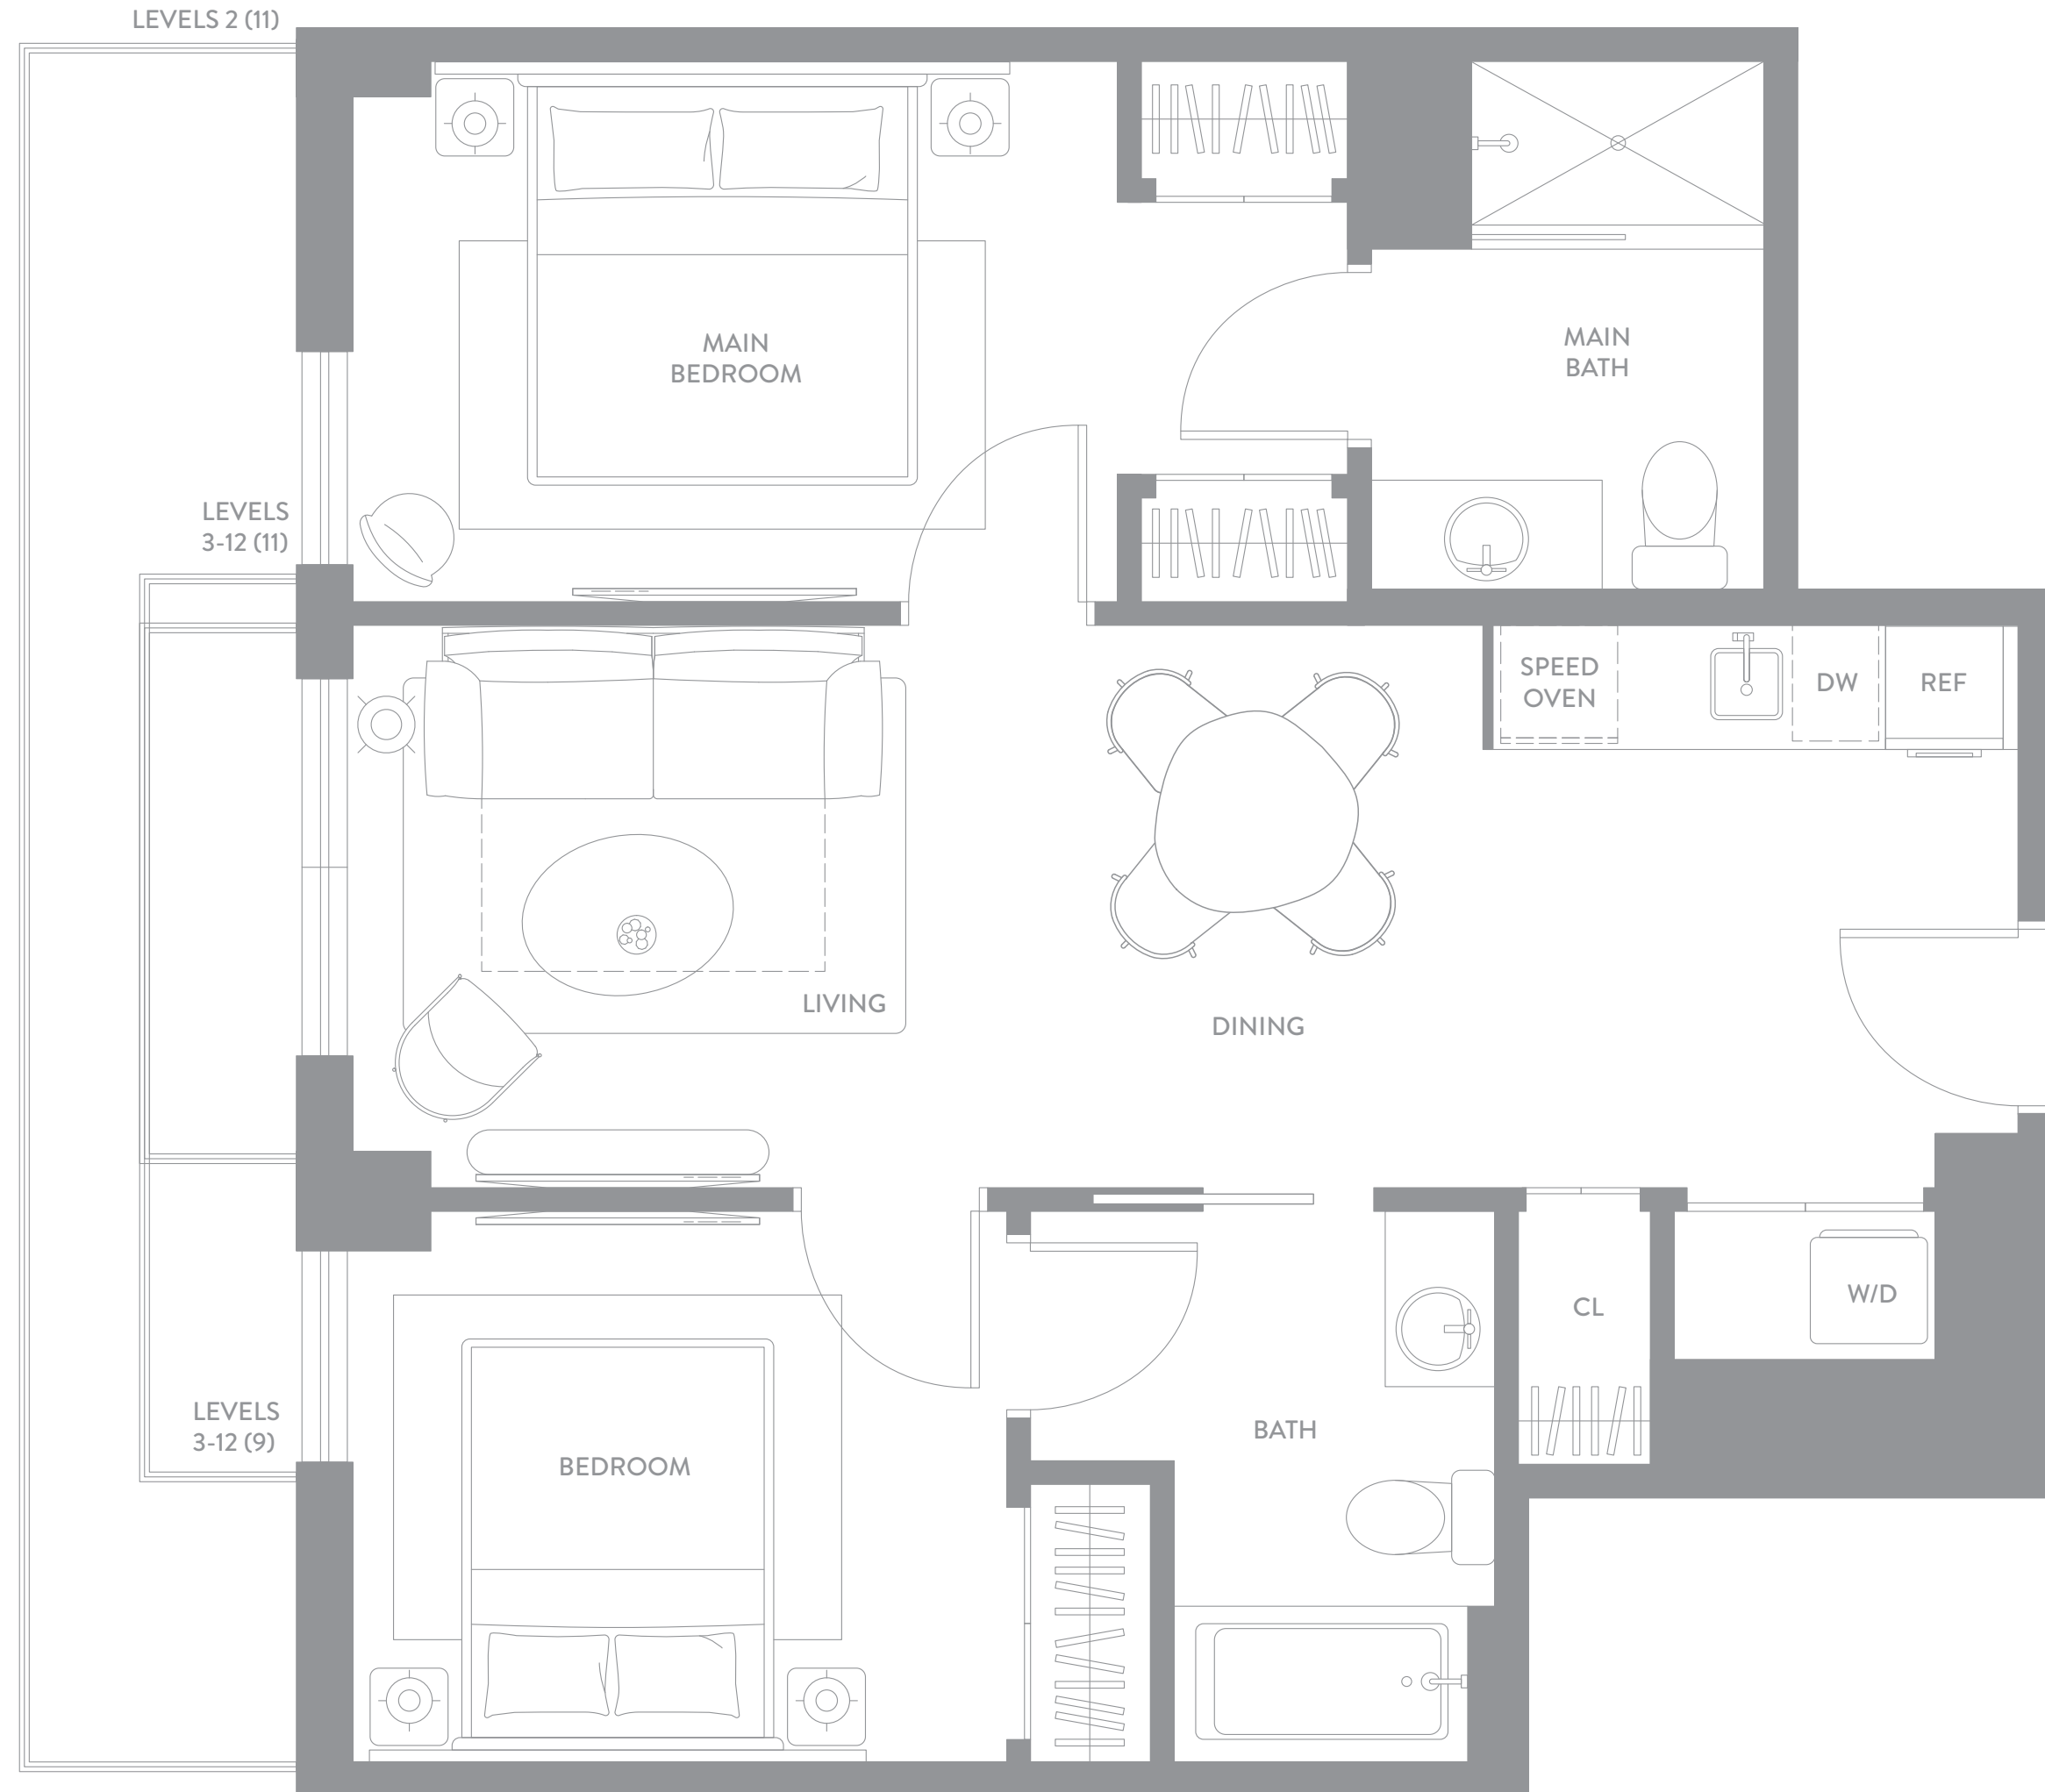 LEVELS 2 (11)
MAIN
BEDROOM
MAIN
BATH
LEVELS
3-12 (11)
SPEED
OVEN
DW
REF
LIVING
DINING
CL
W/D
LEVELS
3-12 (9)
BATH
BEDROOM